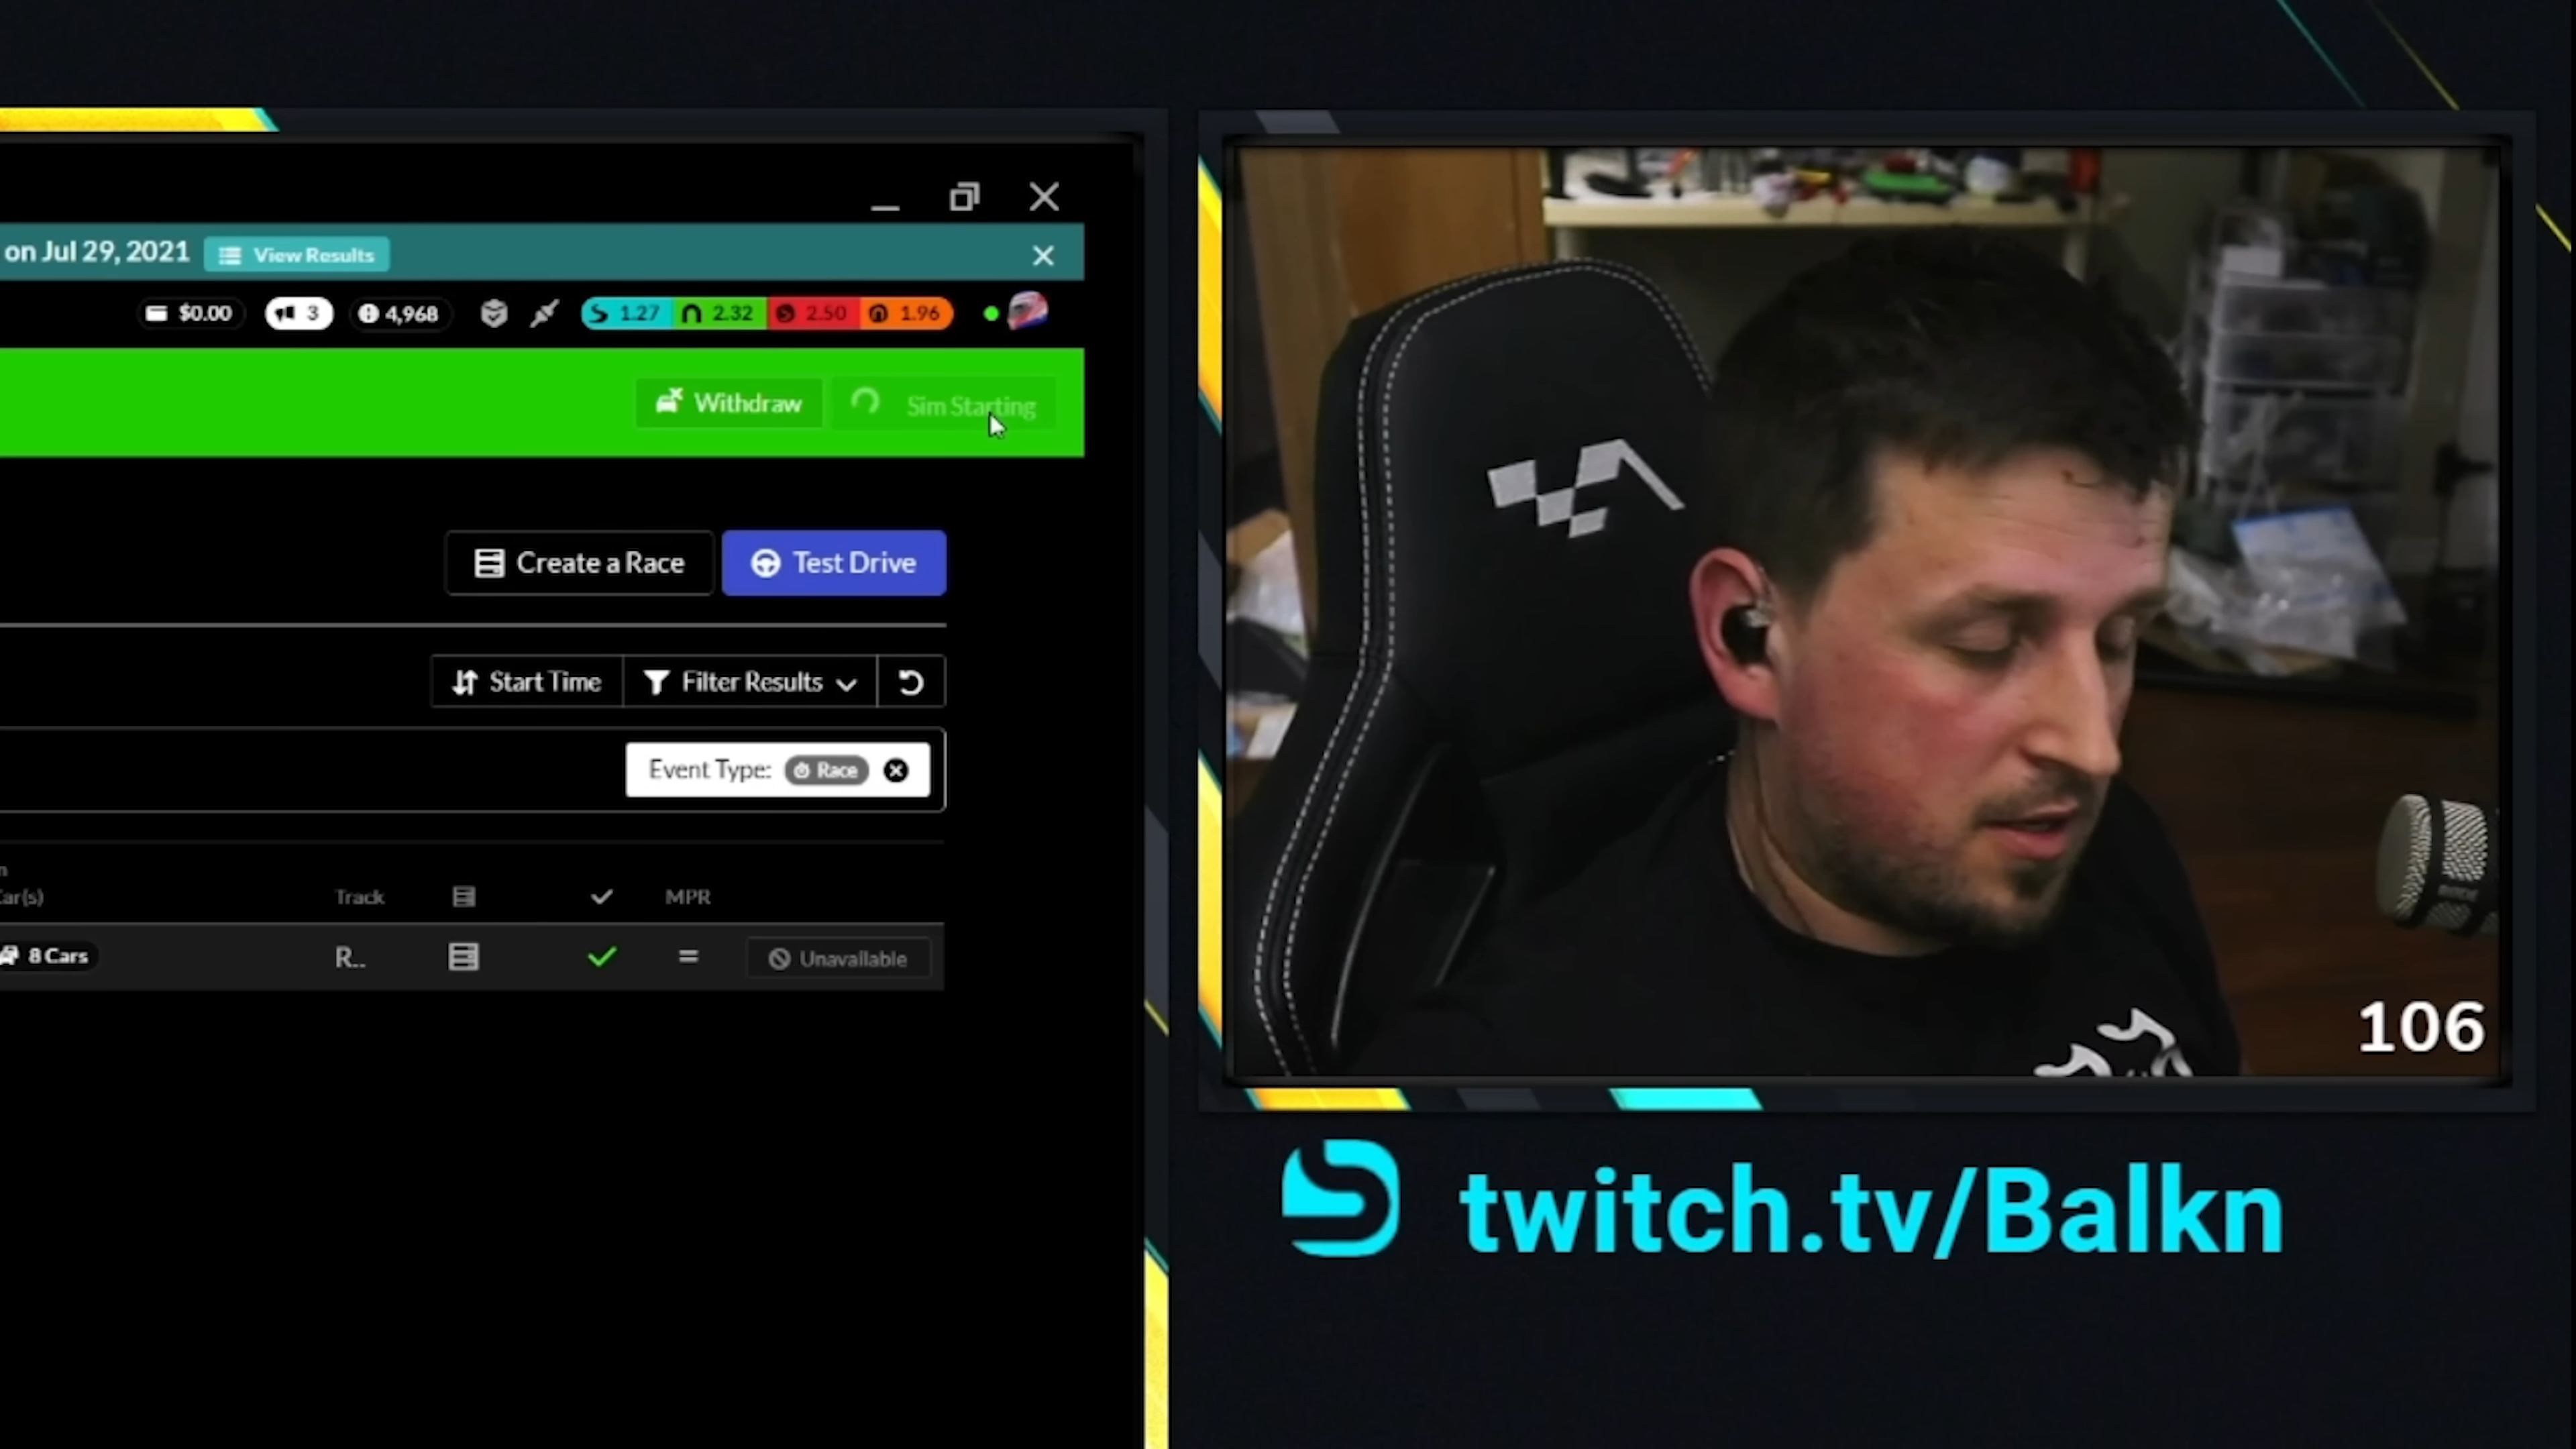 on Jul 29, 2021 View Results
$0.00 3 4,968 1.27 2.32 2.50 1.96
Withdraw Sim Starting
Create a Race Test Drive
Start Time Filter Results
Event Type: Race
Track MPR
8 Cars R.. = Unavailable
106
twitch.tv/Balkn